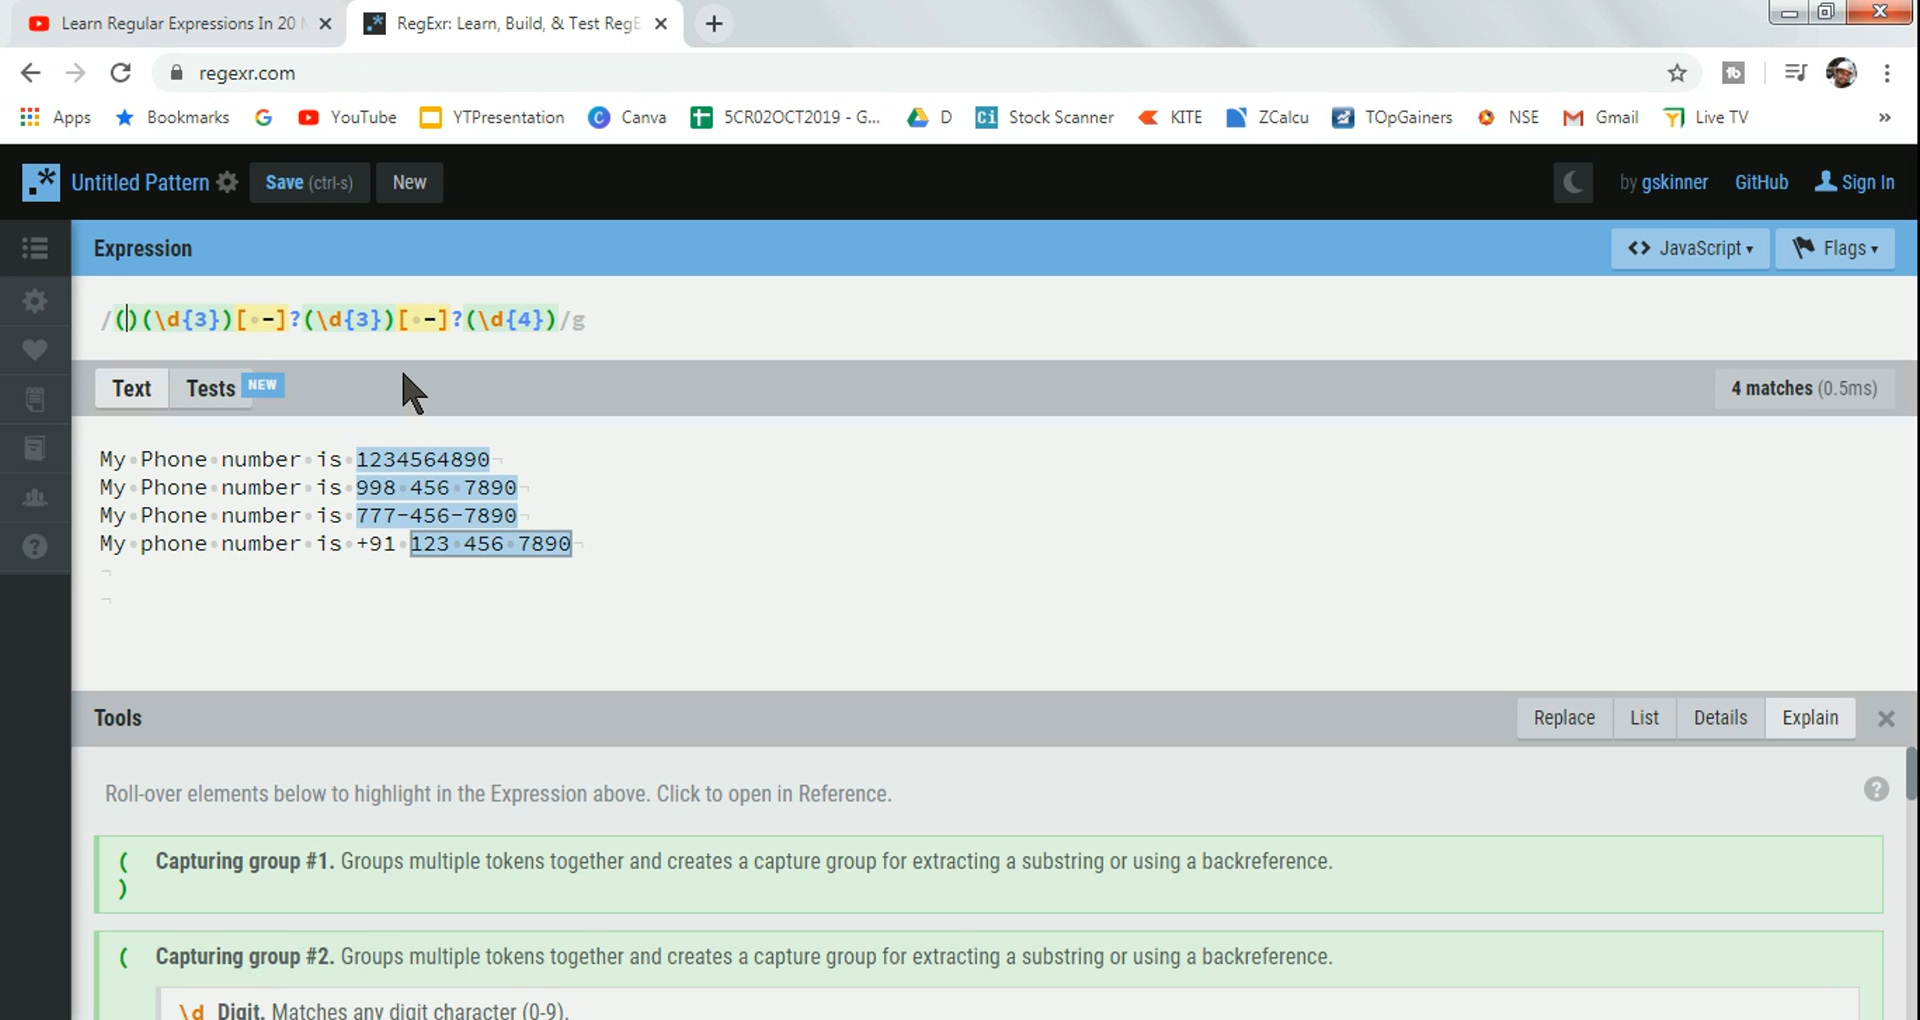 Learn Regular Expressions In 20
RegExr: Learn, Build, & Test RegE
regexr.com
Apps Bookmarks YouTube YTPresentation Canva 5CR02OCT2019 - G... D Stock Scanner KITE ZCalcu TOpGainers NSE Gmail Live TV »
.* Untitled Pattern Save (ctrl-s) New by gskinner GitHub Sign In
Expression <> JavaScript Flags
/()(\d{3})[ -]?(\d{3})[ -]?(\d{4})/g
Text Tests NEW 4 matches (0.5ms)
My Phone number is 1234564890
My Phone number is 998 456 7890
My Phone number is 777-456-7890
My phone number is +91 123 456 7890
Tools Replace List Details Explain
Roll-over elements below to highlight in the Expression above. Click to open in Reference.
( Capturing group #1. Groups multiple tokens together and creates a capture group for extracting a substring or using a backreference.
)
( Capturing group #2. Groups multiple tokens together and creates a capture group for extracting a substring or using a backreference.
\d Digit. Matches any digit character (0-9).